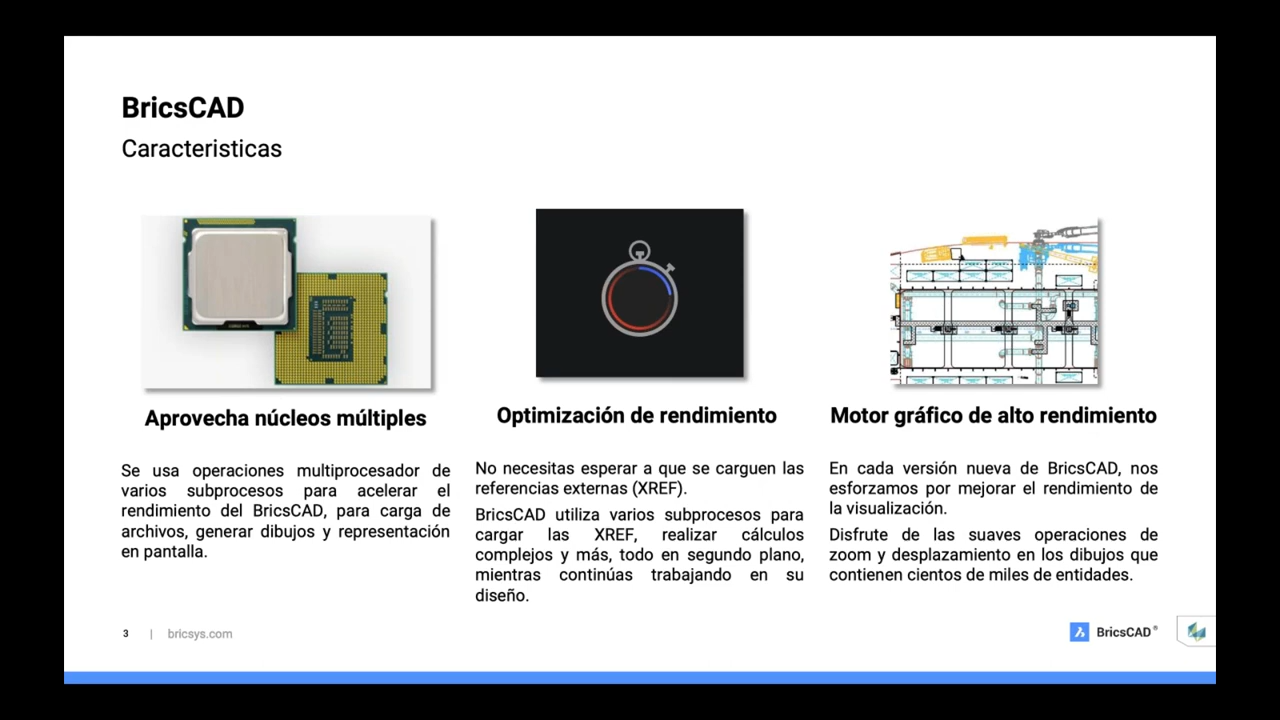 BricsCAD
Caracteristicas
Aprovecha núcleos múltiples
Se usa operaciones multiprocesador de
varios subprocesos para acelerar el
rendimiento del BricsCAD, para carga de
archivos, generar dibujos y representación
en pantalla.
Optimización de rendimiento
No necesitas esperar a que se carguen las
referencias externas (XREF).
BricsCAD utiliza varios subprocesos para
cargar las XREF, realizar cálculos
complejos y más, todo en segundo plano,
mientras continúas trabajando en su
diseño.
Motor gráfico de alto rendimiento
En cada versión nueva de BricsCAD, nos
esforzamos por mejorar el rendimiento de
la visualización.
Disfrute de las suaves operaciones de
zoom y desplazamiento en los dibujos que
contienen cientos de miles de entidades.
3 | bricsys.com
BricsCAD®